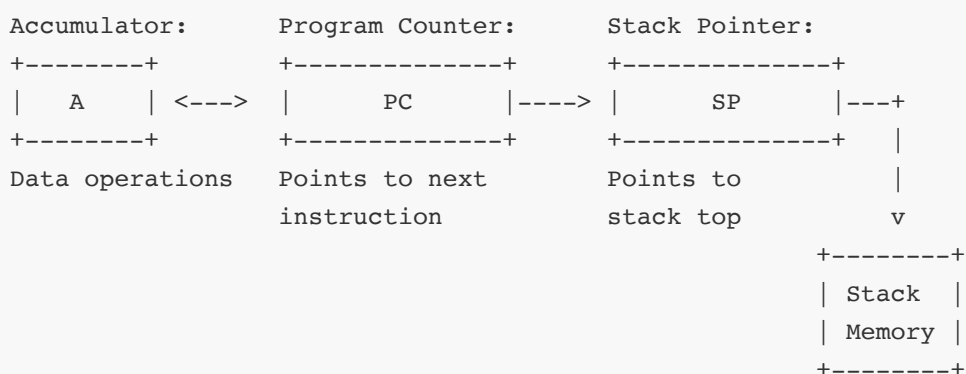 Accumulator:      Program Counter:      Stack Pointer:
+--------+        +--------------+      +--------------+
|   A    | <--->  |      PC      |----> |      SP      |---+
+--------+        +--------------+      +--------------+   |
Data operations   Points to next        Points to          |
                  instruction           stack top          v
                                                      +--------+
                                                      | Stack  |
                                                      | Memory |
                                                      +--------+